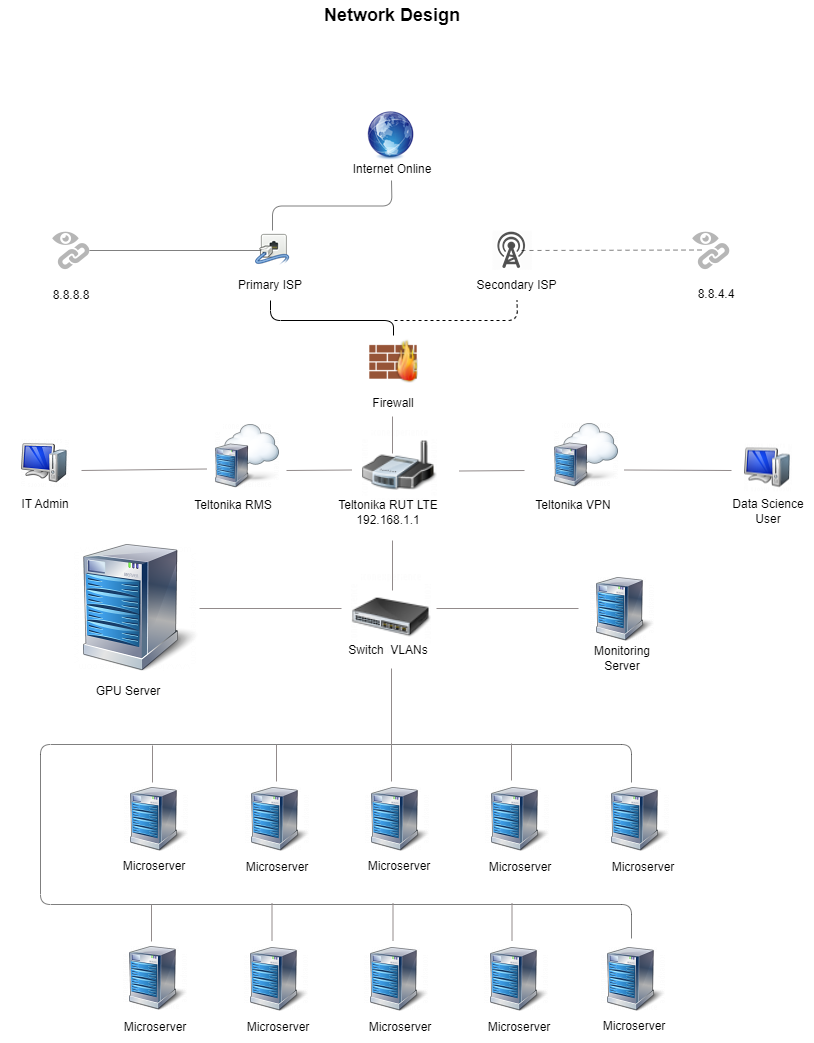 Network Design
Internet Online
Primary ISP
Secondary ISP
8.8.8.8
8.8.4.4
Firewall
IT Admin
Teltonika RMS
Teltonika RUT LTE
192.168.1.1
Teltonika VPN
Data Science
User
Switch VLANs
Monitoring
Server
GPU Server
Microserver
Microserver
Microserver
Microserver
Microserver
Microserver
Microserver
Microserver
Microserver
Microserver